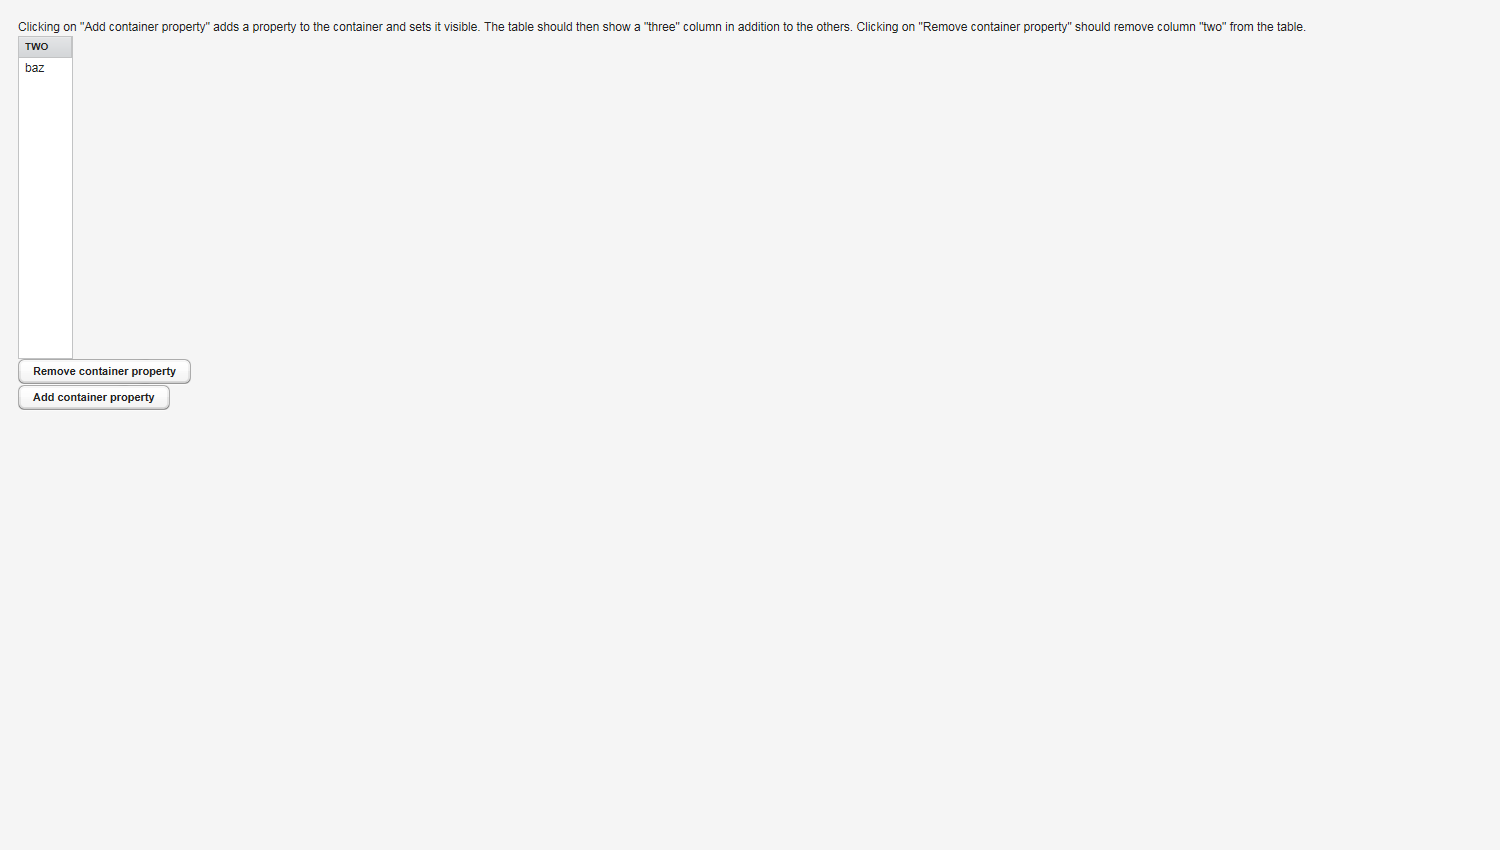 Clicking on "Add container property" adds a property to the container and sets it visible. The table should then show a "three" column in addition to the others. Clicking on "Remove container property" should remove column "two" from the table.
TWO
baz
Remove container property
Add container property